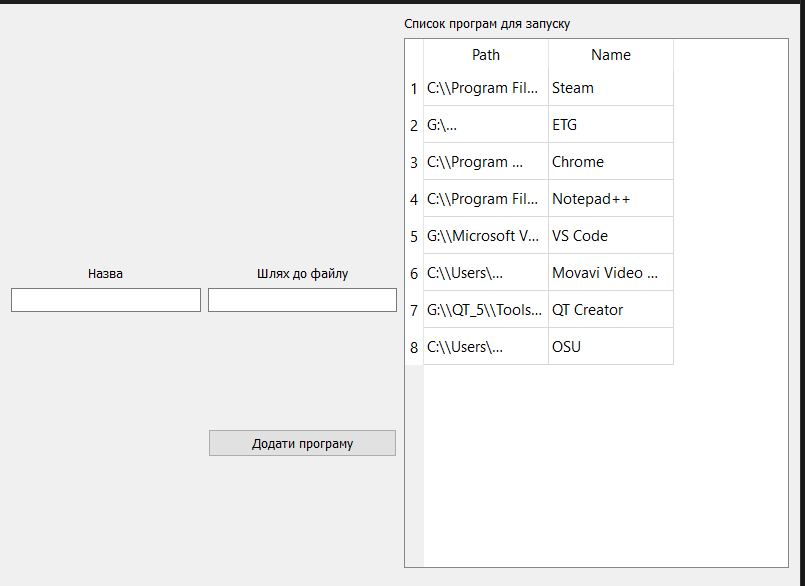 Список програм для запуску
Path Name
1 C:\\Program Fil... Steam
2 G:\... ETG
3 C:\\Program ... Chrome
4 C:\\Program Fil... Notepad++
5 G:\\Microsoft V... VS Code
6 C:\\Users\... Movavi Video ...
7 G:\\QT_5\\Tools... QT Creator
8 C:\\Users\... OSU
Назва Шлях до файлу
Додати програму